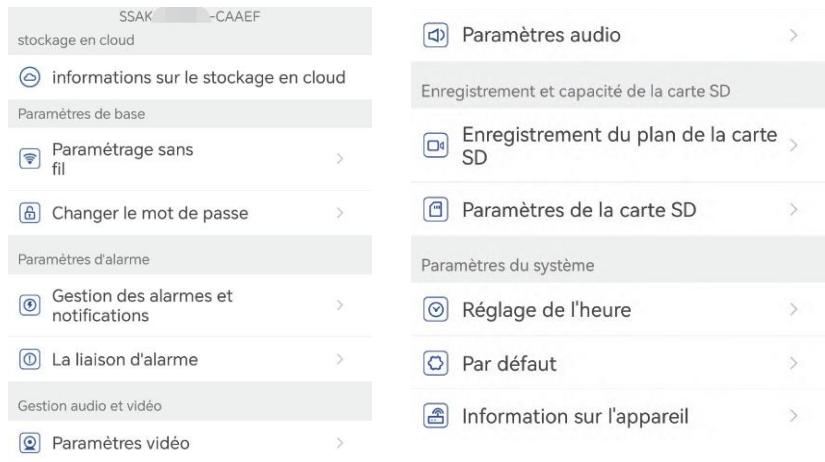 SSAK -CAAEF
stockage en cloud
informations sur le stockage en cloud
Paramètres de base
Paramétrage sans
fil
Changer le mot de passe
Paramètres d'alarme
Gestion des alarmes et
notifications
La liaison d'alarme
Gestion audio et vidéo
Paramètres vidéo
Paramètres audio
Enregistrement et capacité de la carte SD
Enregistrement du plan de la carte
SD
Paramètres de la carte SD
Paramètres du système
Réglage de l'heure
Par défaut
Information sur l'appareil